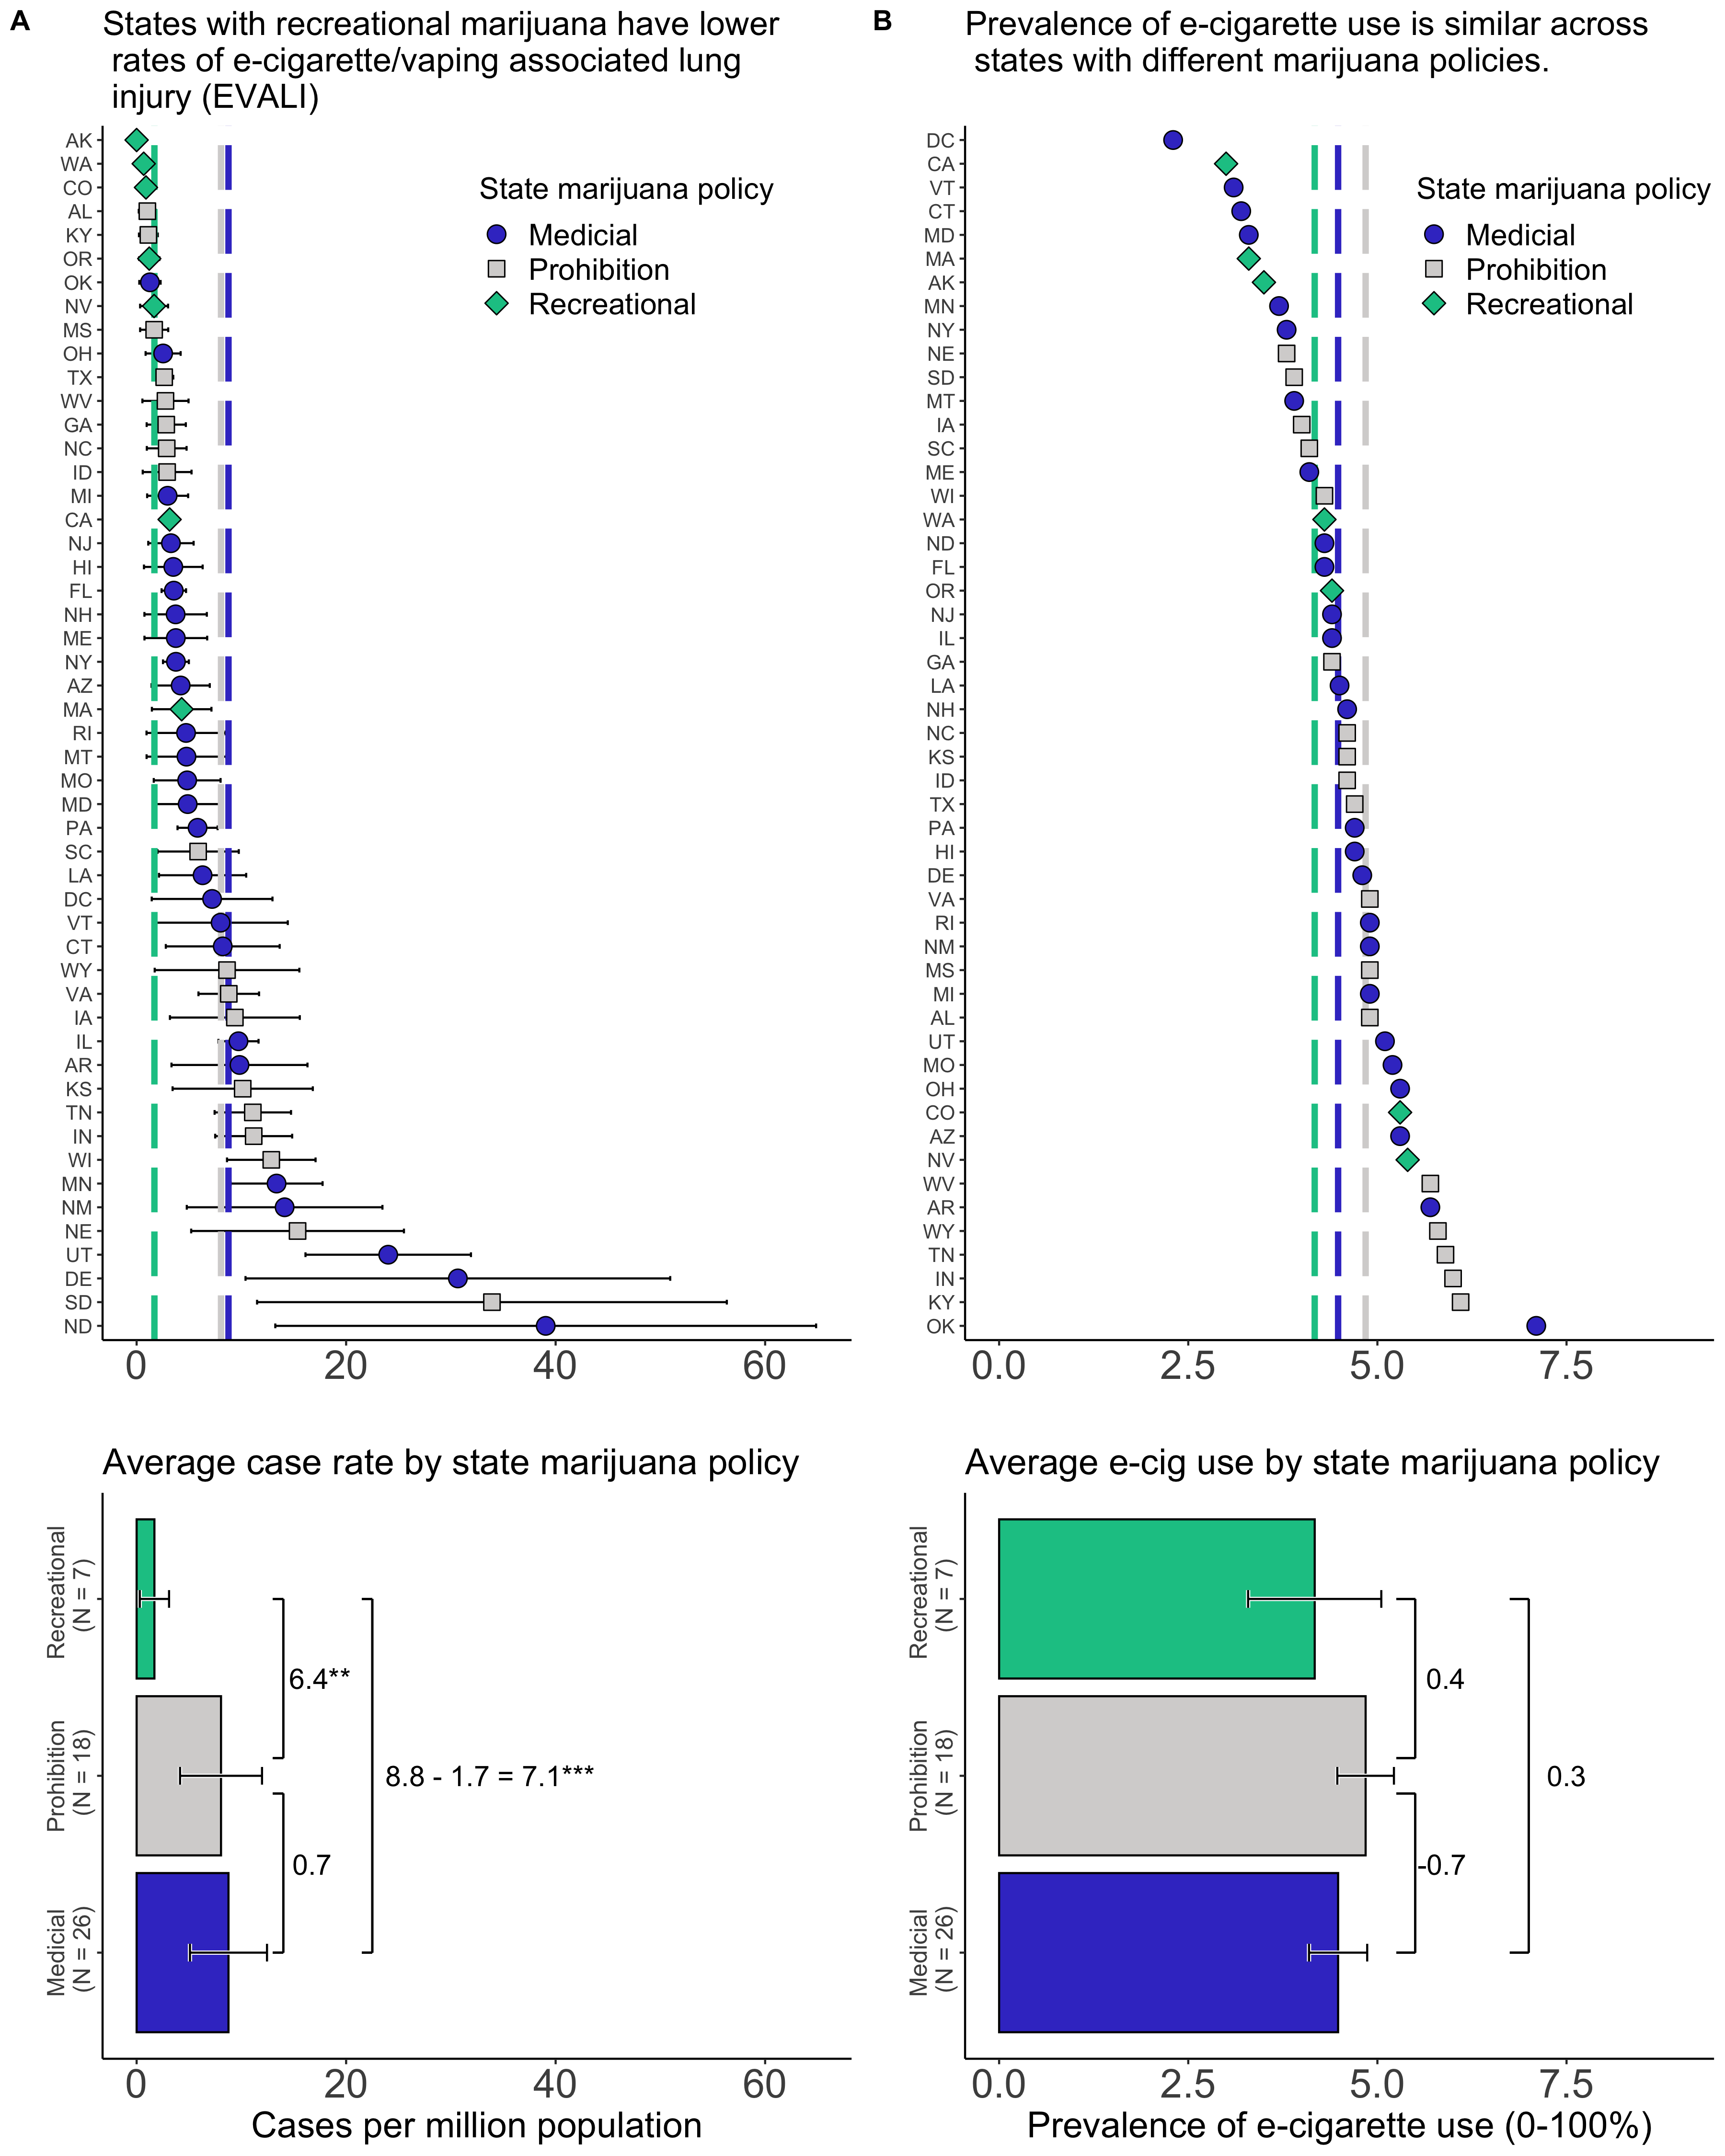 A
States with recreational marijuana have lower
rates of e-cigarette/vaping associated lung
injury (EVALI)
AK
WA
CO
AL
KY
OR
OK
NV
MS
OH
TX
WV
GA
NC
ID
MI
CA
NJ
HI
FL
NH
ME
NY
AZ
MA
RI
MT
MO
MD
PA
SC
LA
DC
VT
CT
WY
VA
IA
IL
AR
KS
TN
IN
WI
MN
NM
NE
UT
DE
SD
ND
State marijuana policy
Medicial
Prohibition
Recreational
0 20 40 60
B
Prevalence of e-cigarette use is similar across
states with different marijuana policies.
DC
CA
VT
CT
MD
MA
AK
MN
NY
NE
SD
MT
IA
SC
ME
WI
WA
ND
FL
OR
NJ
IL
GA
LA
NH
NC
KS
ID
TX
PA
HI
DE
VA
RI
NM
MS
MI
AL
UT
MO
OH
CO
AZ
NV
WV
AR
WY
TN
IN
KY
OK
State marijuana policy
Medicial
Prohibition
Recreational
0.0 2.5 5.0 7.5
Average case rate by state marijuana policy
Recreational
(N = 7)
Prohibition
(N = 18)
Medicial
(N = 26)
6.4**
8.8 - 1.7 = 7.1***
0.7
0 20 40 60
Cases per million population
Average e-cig use by state marijuana policy
Recreational
(N = 7)
Prohibition
(N = 18)
Medicial
(N = 26)
0.4
0.3
-0.7
0.0 2.5 5.0 7.5
Prevalence of e-cigarette use (0-100%)